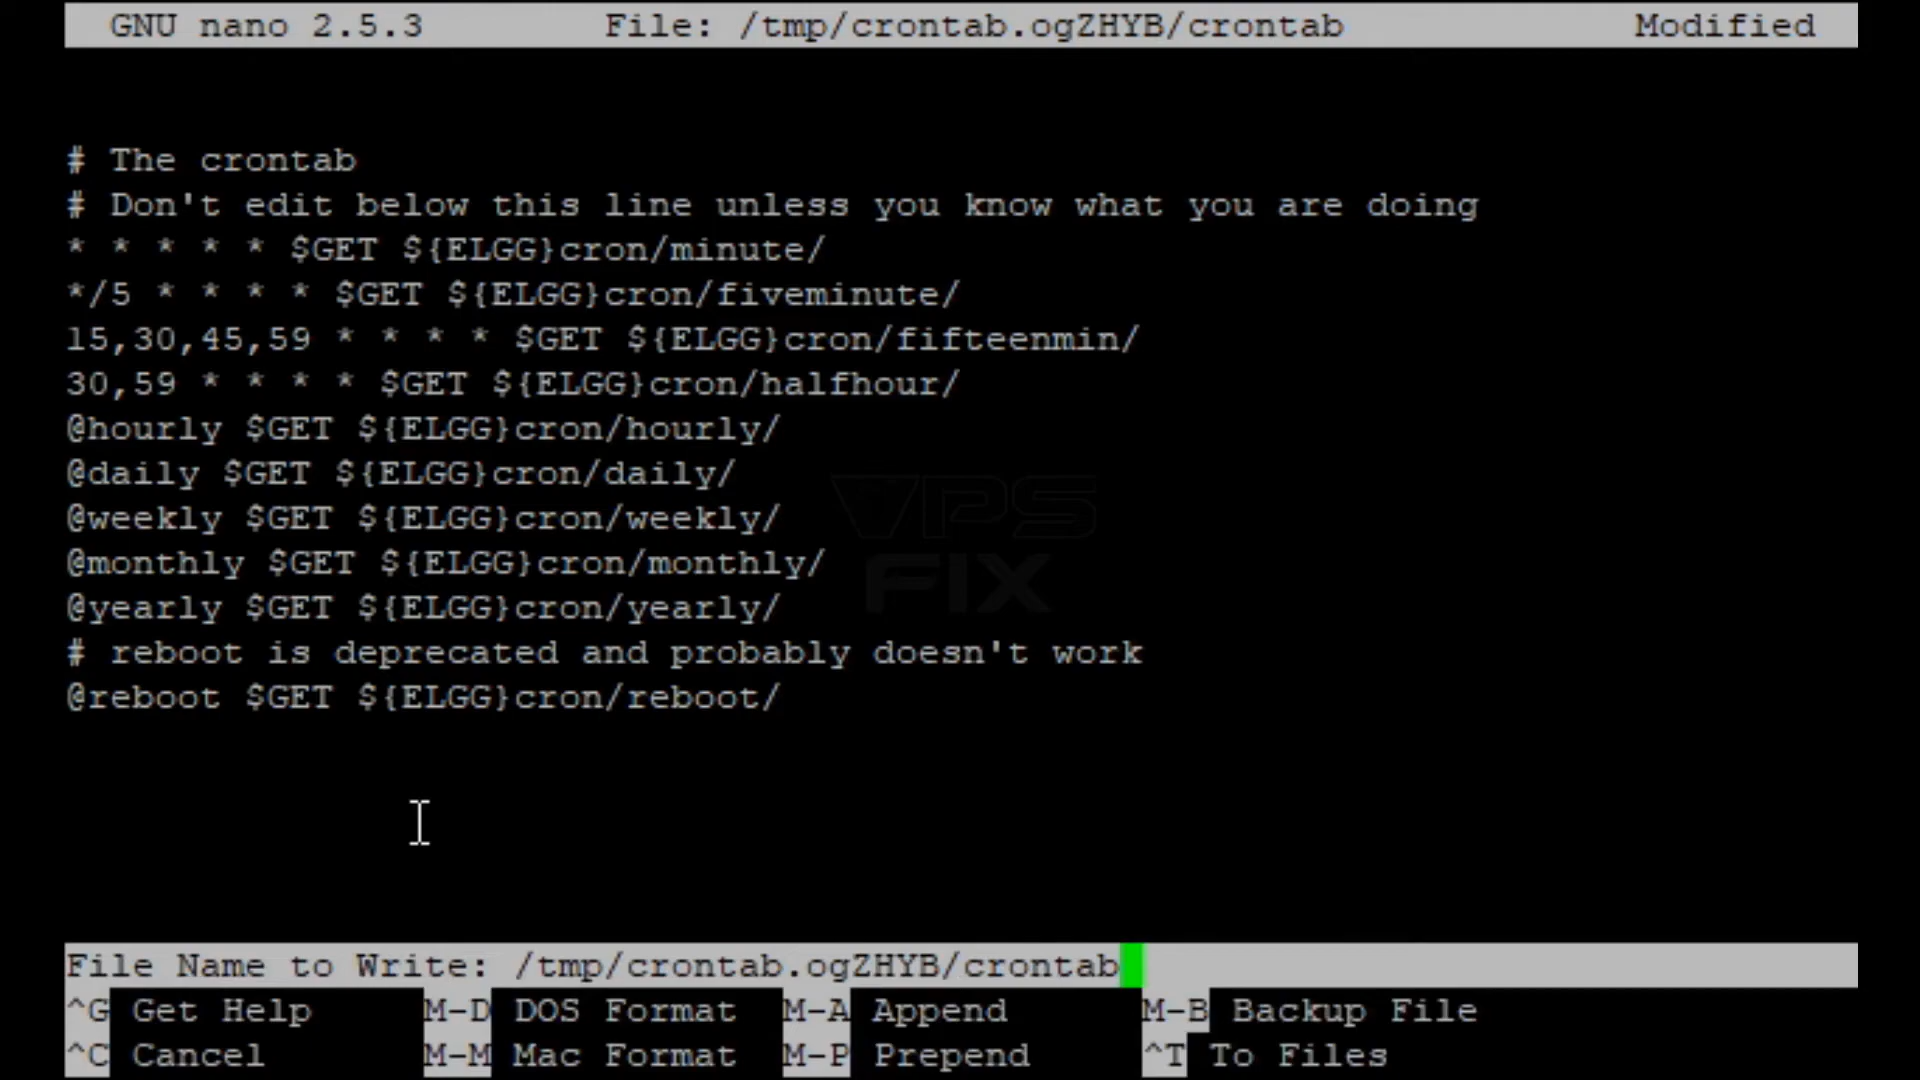 GNU nano 2.5.3 File: /tmp/crontab.ogZHYB/crontab Modified
# The crontab
# Don't edit below this line unless you know what you are doing
* * * * * $GET ${ELGG}cron/minute/
*/5 * * * * $GET ${ELGG}cron/fiveminute/
15,30,45,59 * * * * $GET ${ELGG}cron/fifteenmin/
30,59 * * * * $GET ${ELGG}cron/halfhour/
@hourly $GET ${ELGG}cron/hourly/
@daily $GET ${ELGG}cron/daily/
@weekly $GET ${ELGG}cron/weekly/
@monthly $GET ${ELGG}cron/monthly/
@yearly $GET ${ELGG}cron/yearly/
# reboot is deprecated and probably doesn't work
@reboot $GET ${ELGG}cron/reboot/
VPS
FIX
File Name to Write: /tmp/crontab.ogZHYB/crontab
^G Get Help M-D DOS Format M-A Append M-B Backup File
^C Cancel M-M Mac Format M-P Prepend ^T To Files